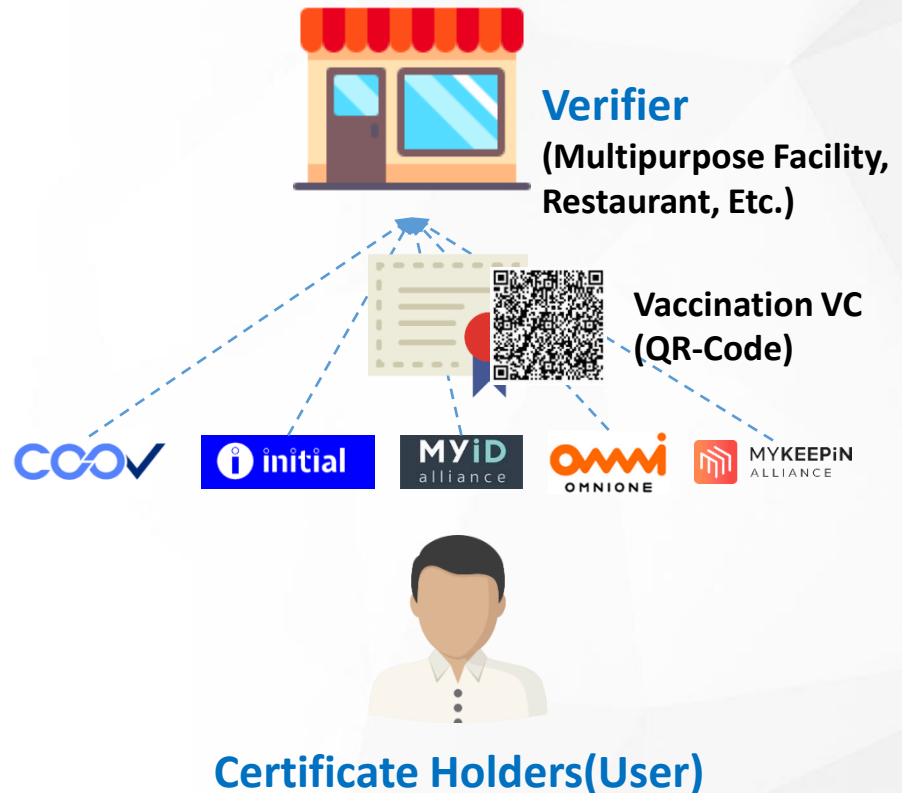 Verifier
(Multipurpose Facility,
Restaurant, Etc.)
Vaccination VC
(QR-Code)
COOV
initial
MYiD
alliance
omni
OMNIONE
MYKEEPiN
ALLIANCE
Certificate Holders(User)